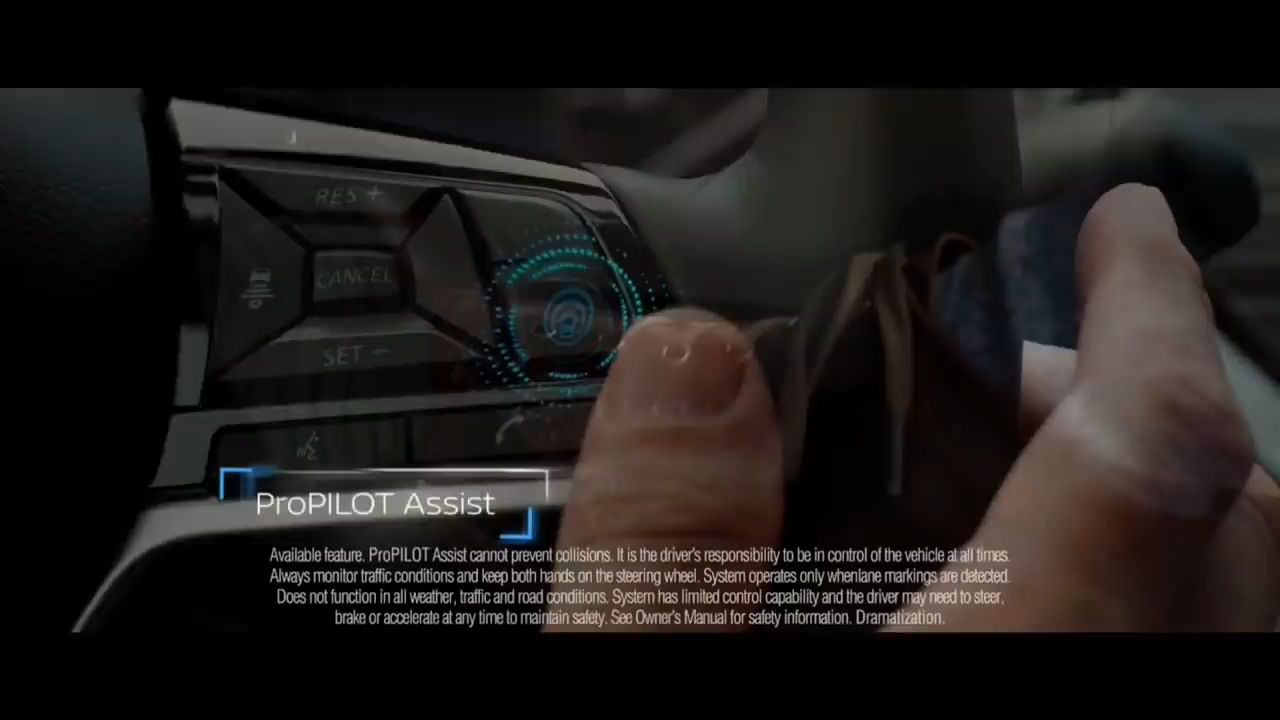 RES +
CANCEL
SET –
ProPILOT Assist
Available feature. ProPILOT Assist cannot prevent collisions. It is the driver's responsibility to be in control of the vehicle at all times.
Always monitor traffic conditions and keep both hands on the steering wheel. System operates only whenlane markings are detected.
Does not function in all weather, traffic and road conditions. System has limited control capability and the driver may need to steer,
brake or accelerate at any time to maintain safety. See Owner's Manual for safety information. Dramatization.